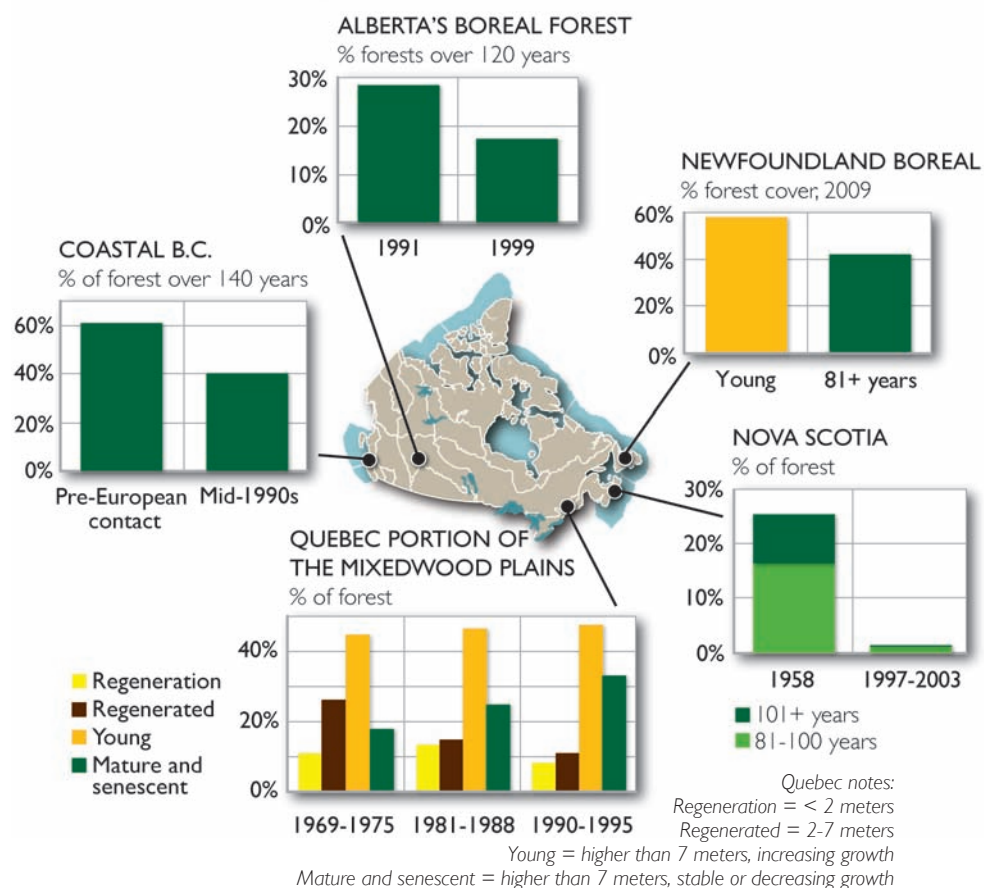 ALBERTA'S BOREAL FOREST
% forests over 120 years
30%
20%
10%
0%
1991 1999
NEWFOUNDLAND BOREAL
% forest cover, 2009
60%
40%
20%
0%
Young 81+ years
COASTAL B.C.
% of forest over 140 years
60%
40%
20%
0%
Pre-European Mid-1990s
contact
NOVA SCOTIA
% of forest
30%
20%
10%
0%
1958 1997-2003
101+ years
81-100 years
QUEBEC PORTION OF
THE MIXEDWOOD PLAINS
% of forest
40%
20%
0%
Regeneration
Regenerated
Young
Mature and
senescent
1969-1975 1981-1988 1990-1995
Quebec notes:
Regeneration = < 2 meters
Regenerated = 2-7 meters
Young = higher than 7 meters, increasing growth
Mature and senescent = higher than 7 meters, stable or decreasing growth